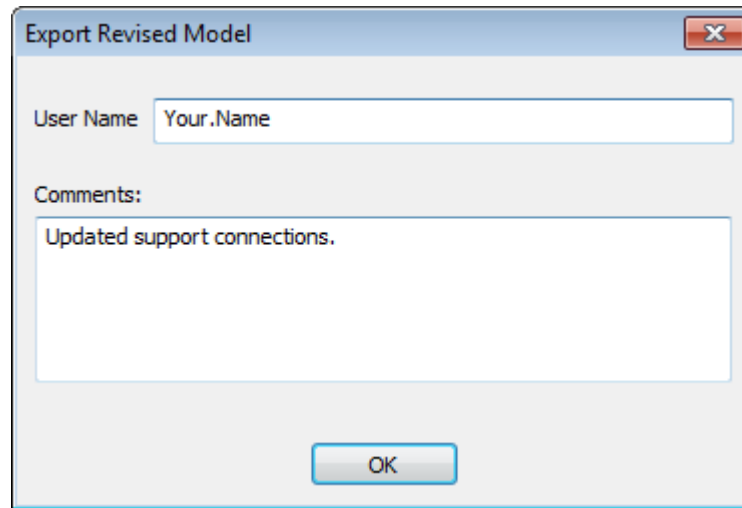 Export Revised Model
User Name Your.Name
Comments:
Updated support connections.
OK